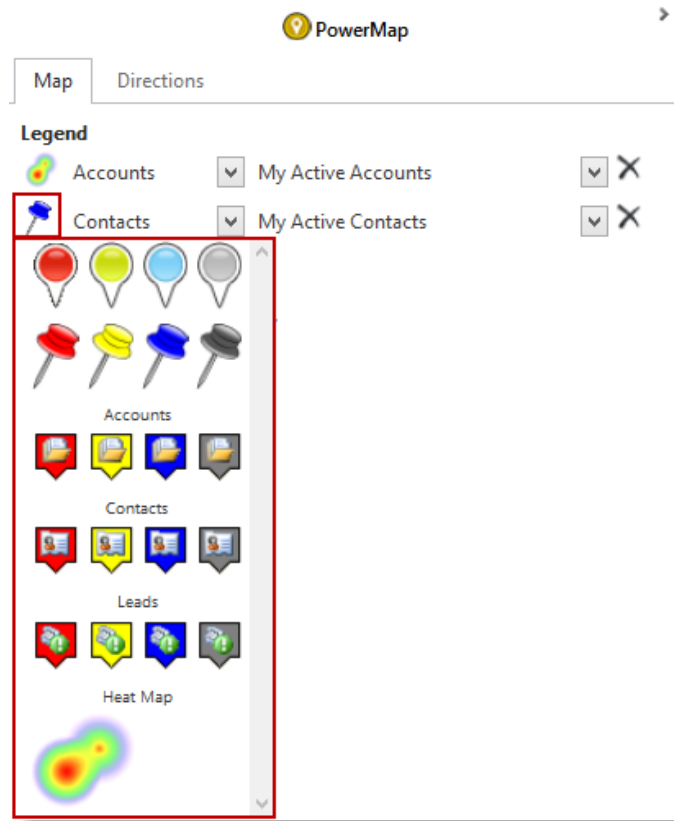 PowerMap
Map Directions
Legend
Accounts My Active Accounts
Contacts My Active Contacts
Accounts
Contacts
Leads
Heat Map